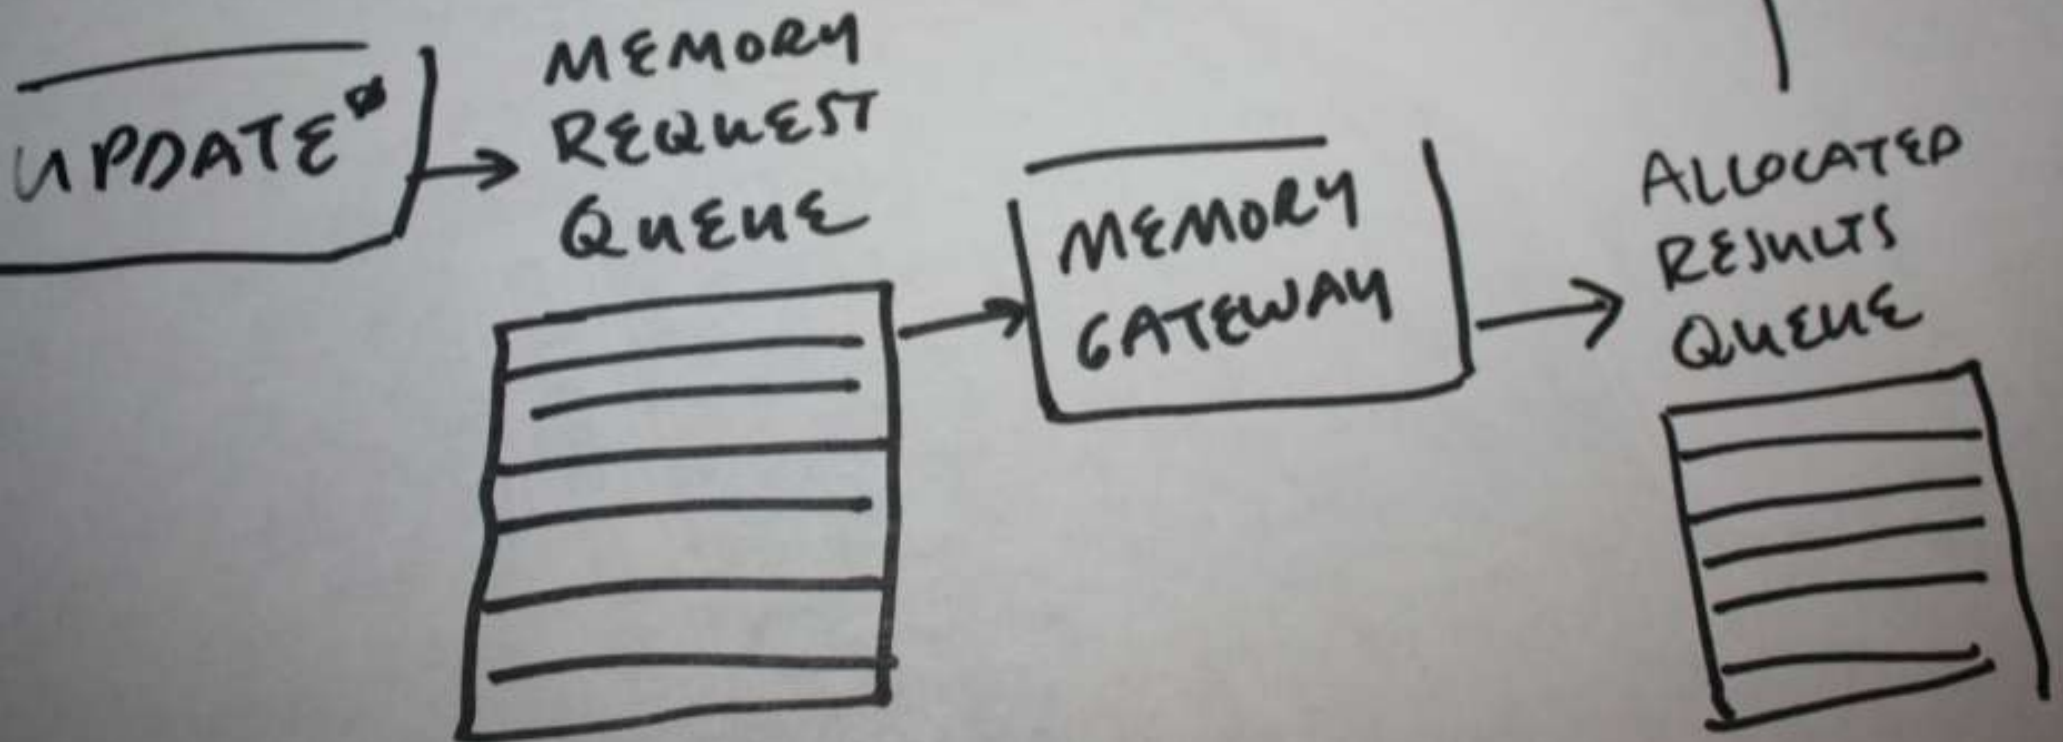 UPDATE
MEMORY
REQUEST
QUEUE
MEMORY
GATEWAY
ALLOCATED
RESULTS
QUEUE